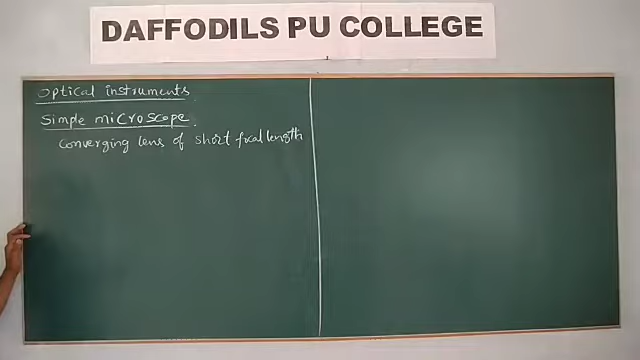 DAFFODILS PU COLLEGE
Optical instruments
Simple microscope
Converging lens of short focal length